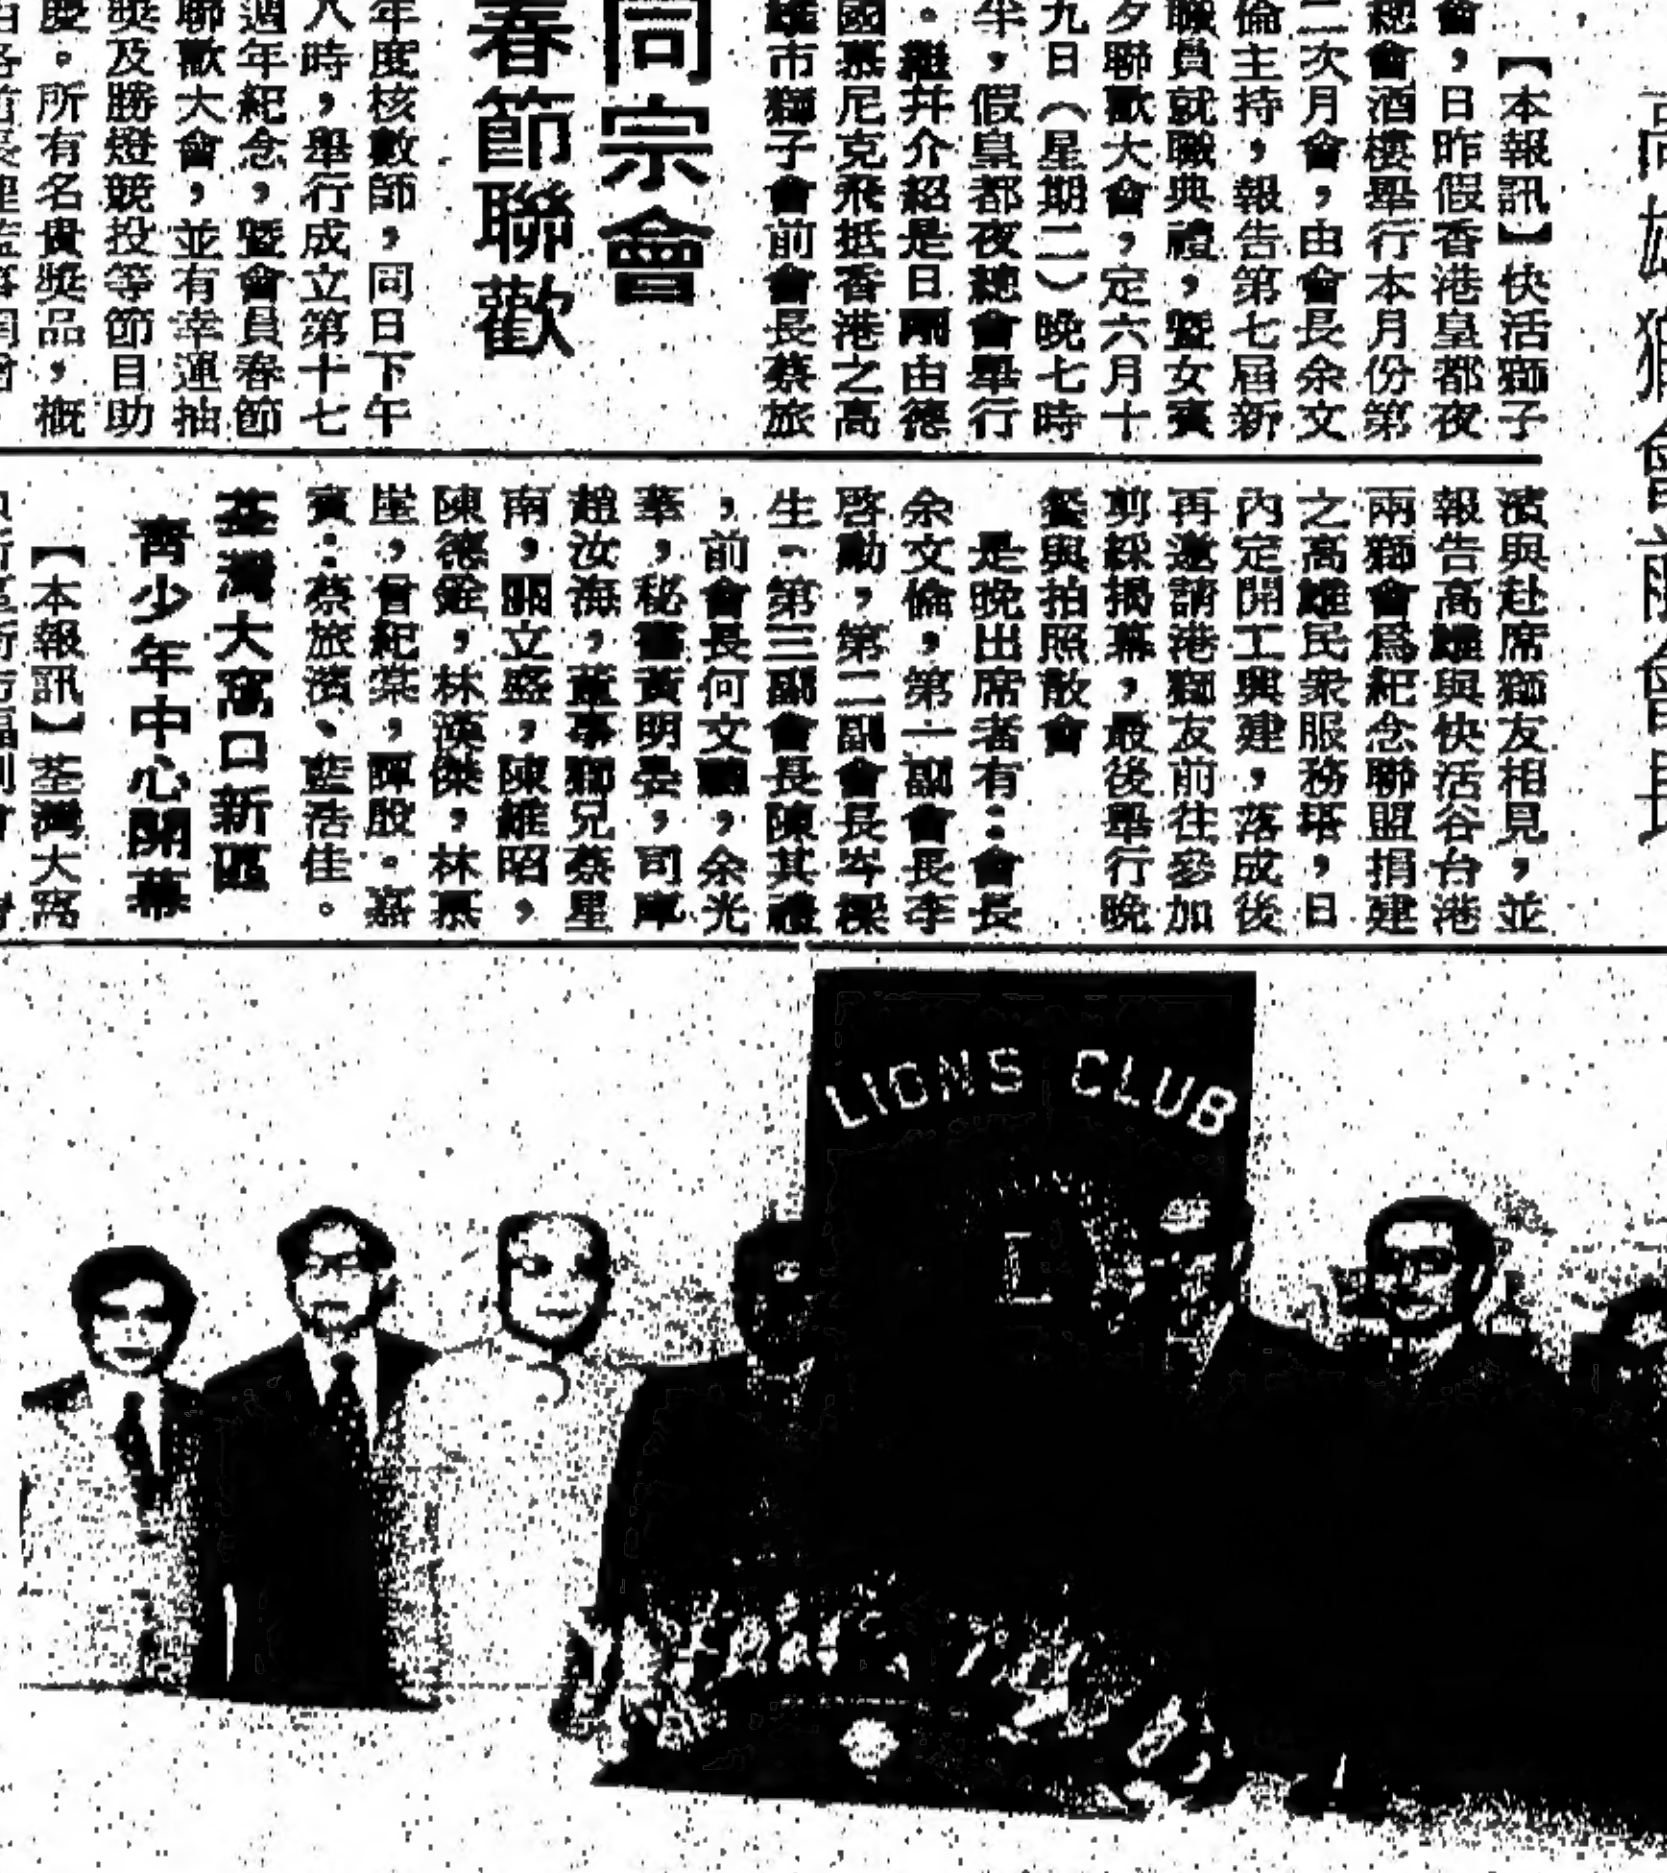 【本報訊】快活獅子
會，日昨假香港皇都夜
總會酒樓舉行本月份第
二次月會，由會長余文
倫主持，報告第七屆新
職員就職典禮，暨女賓
夕聯歡大會，定六月十
九日（星期二）晚七時
半，假皇都夜總會舉行
。繼并介紹是日剛由德
國慕尼克飛抵香港之高
雄市獅子會前會長蔡旅
濱與赴席獅友相見，並
報告高雄與快活谷台港
兩獅會爲紀念聯盟捐建
之高雄民衆服務塔，日
內定開工興建，落成後
再邀請港獅友前往參加
剪綵揭幕，最後舉行晚
餐與拍照散會
是晚出席者有：會長
余文倫，第一副會長李
啓勳，第二副會長岑樑
生、第三副會長陳其禮
，前會長何文，余光
華，秘書黃明，司庫
趙汝海，董事獅兄蔡星
南，立盛，陳維昭，
陳德，林漢傑，林
崖，曾紀棠，殷。嘉
賓：蔡旅濱、藍浩佳。
同宗會
春節聯歡
年度核數師，同日下午
八時，舉行成立第十七
週年紀念，暨會員春節
聯歡大會，並有幸運抽
獎及勝燈競投等節目助
慶。所有名貴獎品，概
荃灣大窩口新區
青少年中心開幕
【本報訊】荃灣大窩
LIONS CLUB